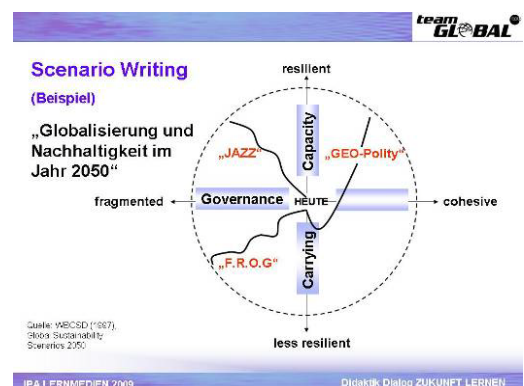 team
GLOBAL
Scenario Writing
(Beispiel)
„Globalisierung und
Nachhaltigkeit im
Jahr 2050“
resilient
Capacity
„JAZZ“
„GEO-Polity“
fragmented
Governance
HEUTE
cohesive
„F.R.O.G“
Carrying
less resilient
Quelle: WBCSD (1997),
Global Sustainability
Scenarios 2050
IPA LERNMEDIEN 2009
Didaktik Dialog ZUKUNFT LERNEN